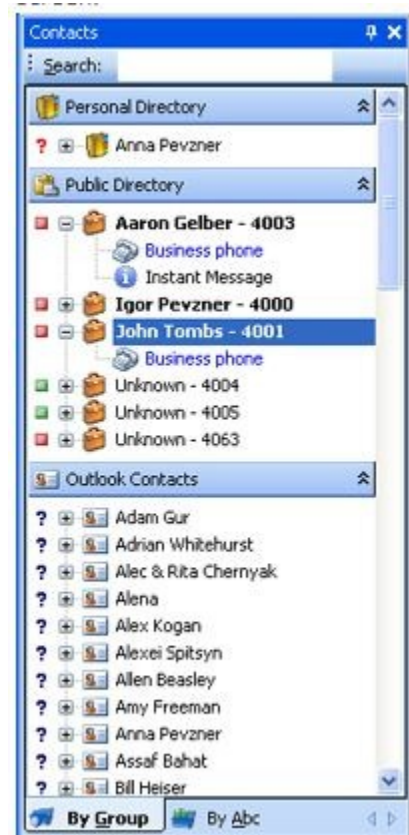 Contacts
Search:
Personal Directory
? Anna Pevzner
Public Directory
Aaron Gelber - 4003
Business phone
Instant Message
Igor Pevzner - 4000
John Tombs - 4001
Business phone
Unknown - 4004
Unknown - 4005
Unknown - 4063
Outlook Contacts
? Adam Gur
? Adrian Whitehurst
? Alec & Rita Chernyak
? Alena
? Alex Kogan
? Alexei Spitsyn
? Allen Beasley
? Amy Freeman
? Anna Pevzner
? Assaf Bahat
? Bill Heiser
By Group By Abc